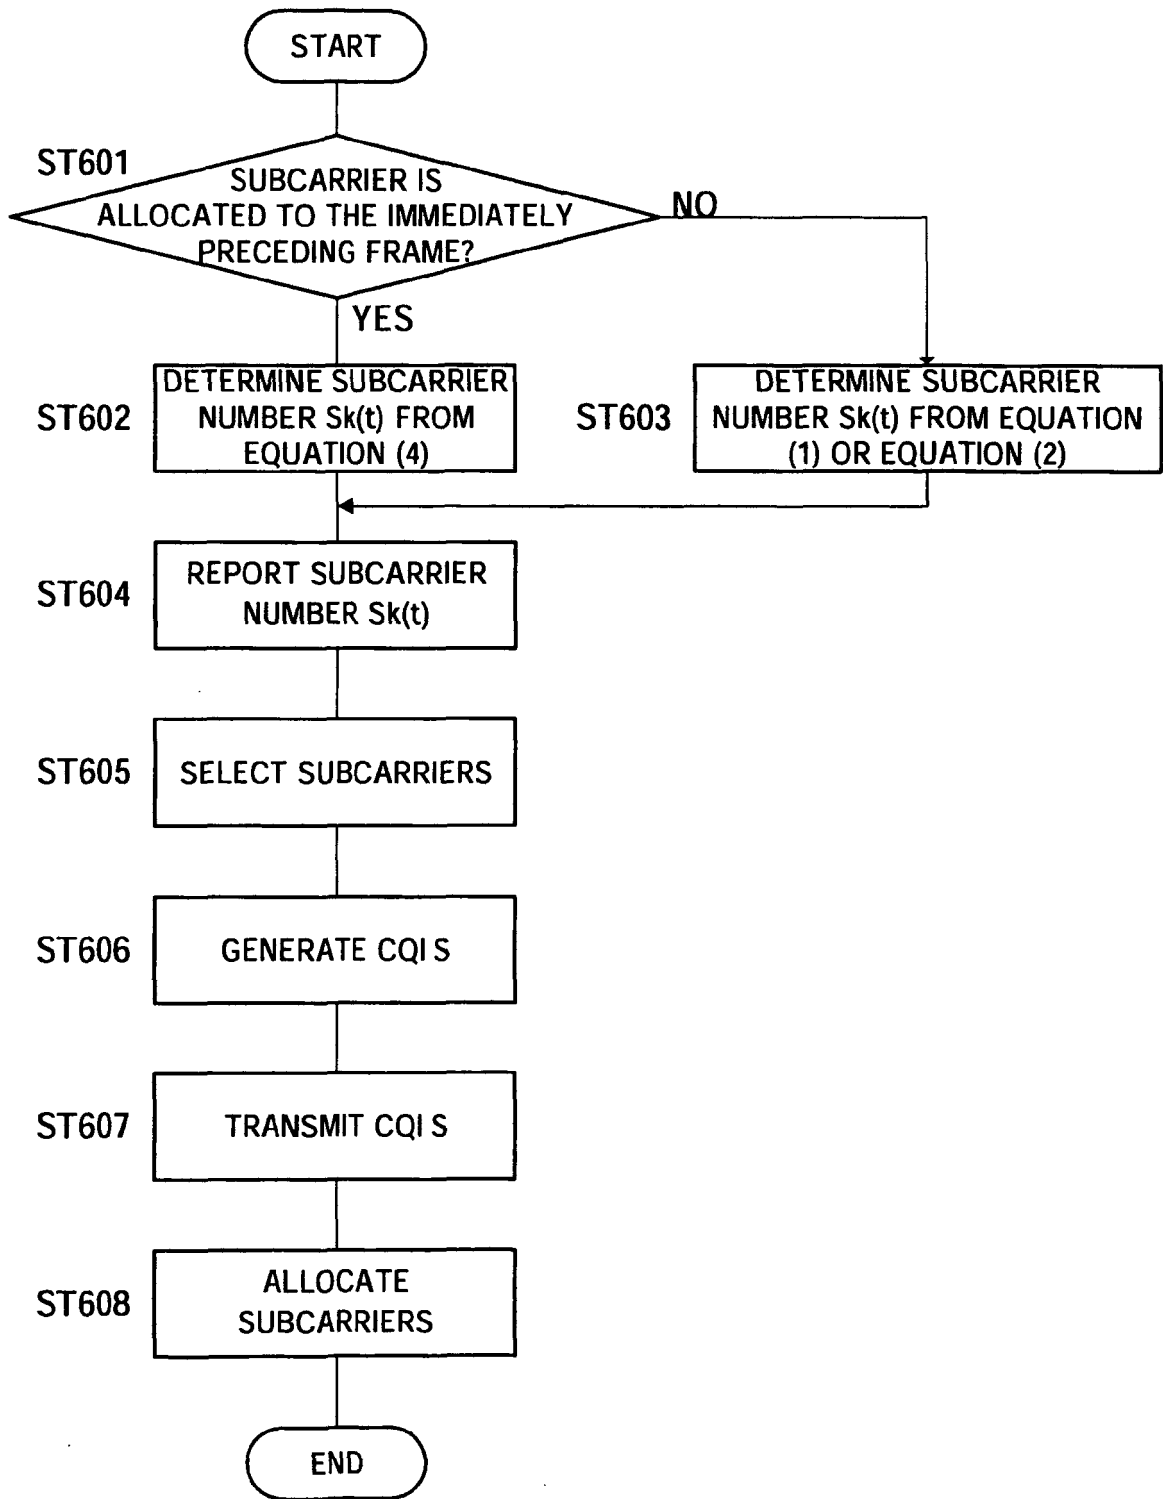 START
ST601
SUBCARRIER IS
ALLOCATED TO THE IMMEDIATELY
PRECEDING FRAME?
NO
YES
ST602
DETERMINE SUBCARRIER
NUMBER Sk(t) FROM
EQUATION (4)
ST603
DETERMINE SUBCARRIER
NUMBER Sk(t) FROM EQUATION
(1) OR EQUATION (2)
ST604
REPORT SUBCARRIER
NUMBER Sk(t)
ST605
SELECT SUBCARRIERS
ST606
GENERATE CQI S
ST607
TRANSMIT CQI S
ST608
ALLOCATE
SUBCARRIERS
END